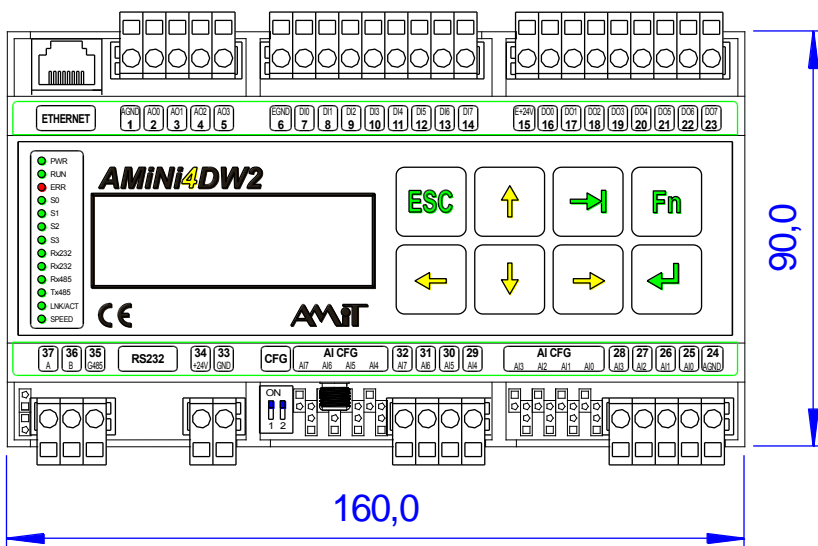 ETHERNET
AGND AO0 AO1 AO2 AO3
1 2 3 4 5
EGND DI0 DI1 DI2 DI3 DI4 DI5 DI6 DI7
6 7 8 9 10 11 12 13 14
E+24V DO0 DO1 DO2 DO3 DO4 DO5 DO6 DO7
15 16 17 18 19 20 21 22 23
PWR
RUN
ERR
S0
S1
S2
S3
Rx232
Rx232
Rx485
Tx485
LNK/ACT
SPEED
AMiNi4DW2
ESC
Fn
CE
AMiT
90,0
37 36 35
A B G485
RS232
34 33
+24V GND
CFG
AI CFG
AI7 AI6 AI5 AI4
32 31 30 29
AI7 AI6 AI5 AI4
AI CFG
AI3 AI2 AI1 AI0
28 27 26 25 24
AI3 AI2 AI1 AI0 AGND
ON
1 2
160,0